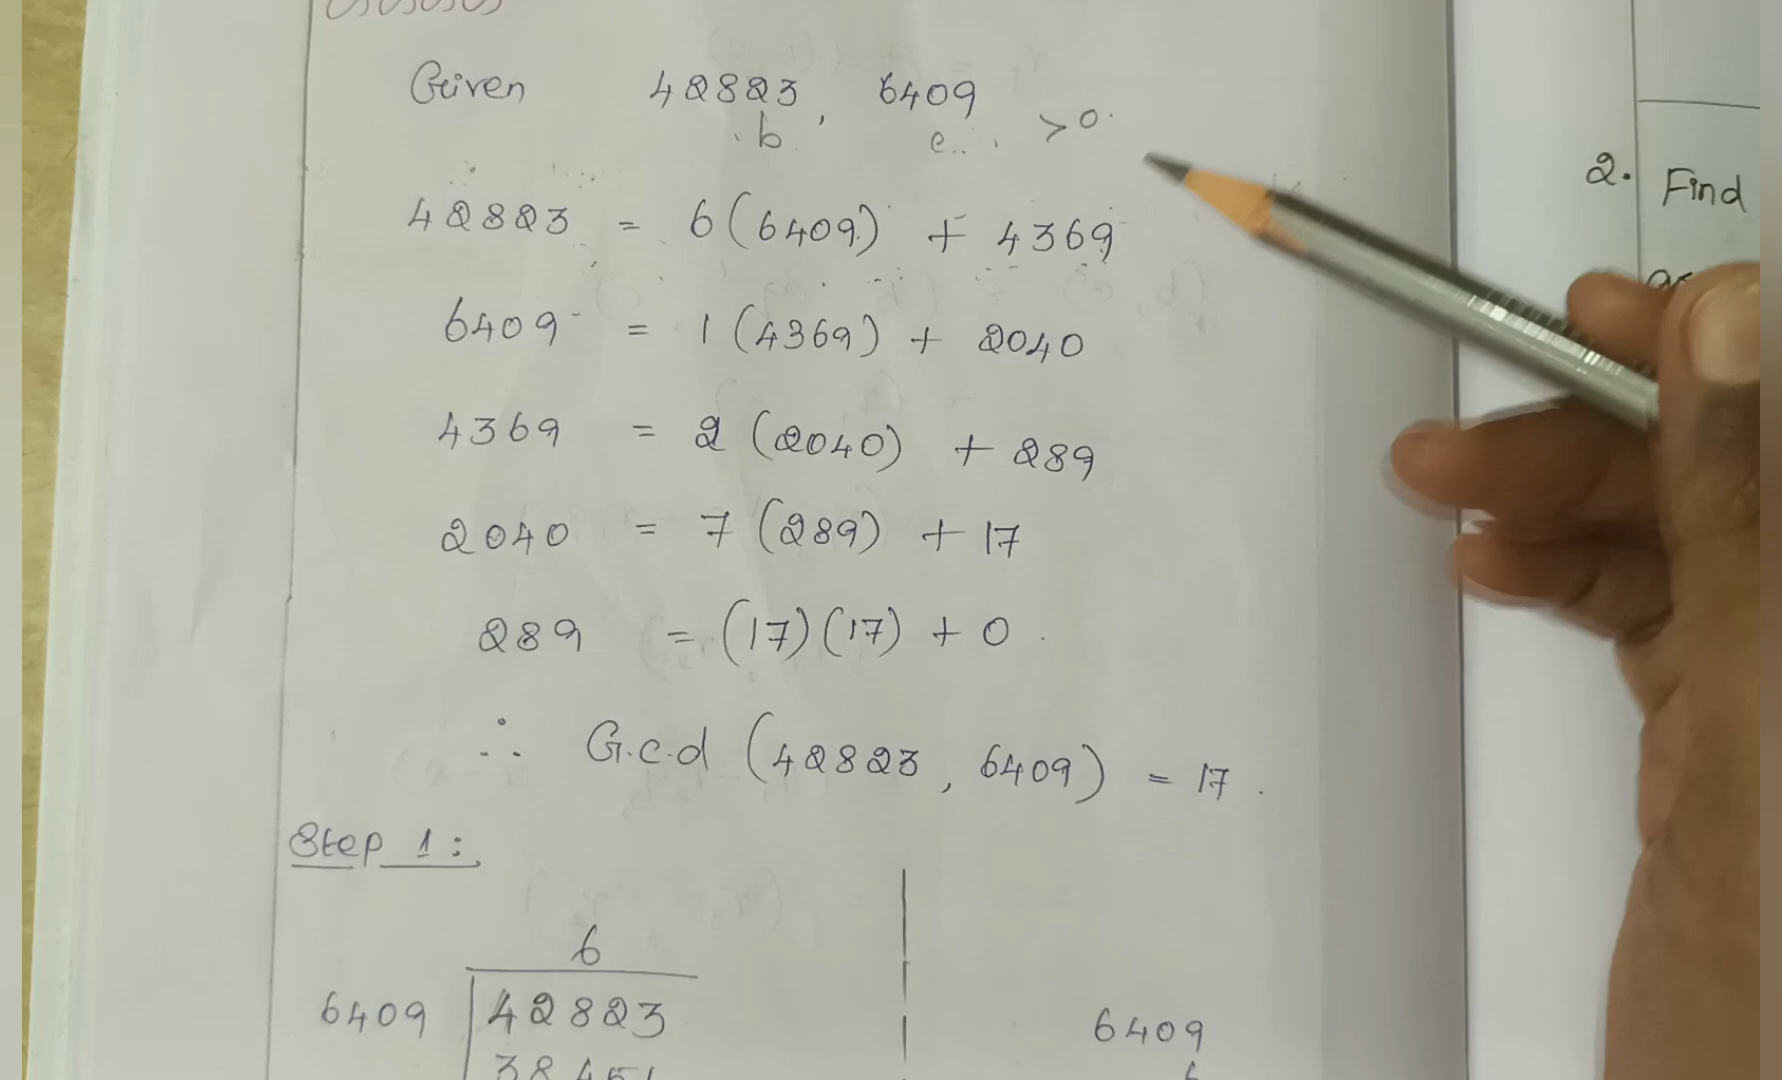 Given 42823, 6409
b c > 0.
42823 = 6(6409) + 4369
6409 = 1(4369) + 2040
4369 = 2(2040) + 289
2040 = 7(289) + 17
289 = (17)(17) + 0.
∴ G.c.d (42823, 6409) = 17.
Step 1:
6
6409 42823
38451
6409
2. Find